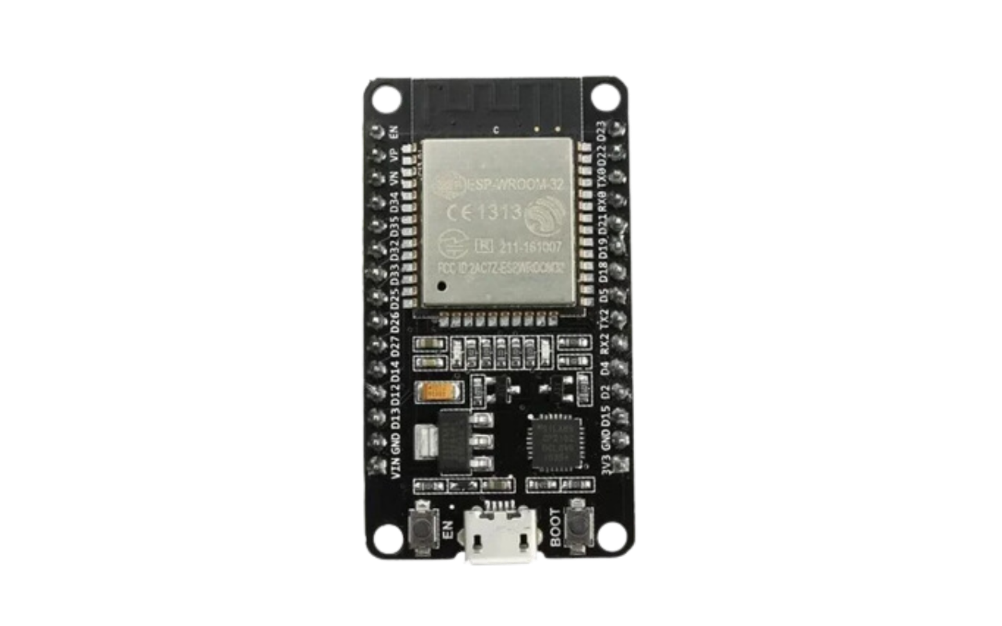 C
ESP-WROOM-32
CE1313
R 211-161007
FCC ID:2AC7Z-ESPWROOM32
EN
VP
VN
D34
D35
D32
D33
D25
D26
D27
D14
D12
D13
GND
VIN
D23
D22
TX0
RX0
D21
D19
D18
D5
TX2
RX2
D4
D2
D15
GND
3V3
EN
BOOT